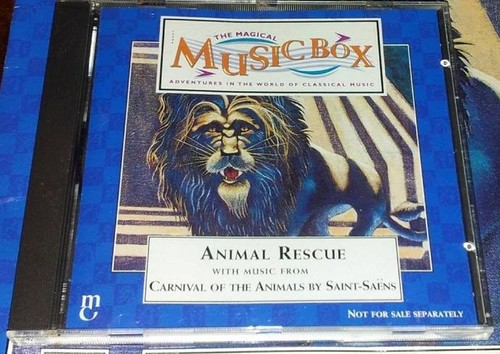 THE MAGICAL
MUSIC BOX
ADVENTURES IN THE WORLD OF CLASSICAL MUSIC
ANIMAL RESCUE
WITH MUSIC FROM
CARNIVAL OF THE ANIMALS BY SAINT-SAËNS
mc
NOT FOR SALE SEPARATELY